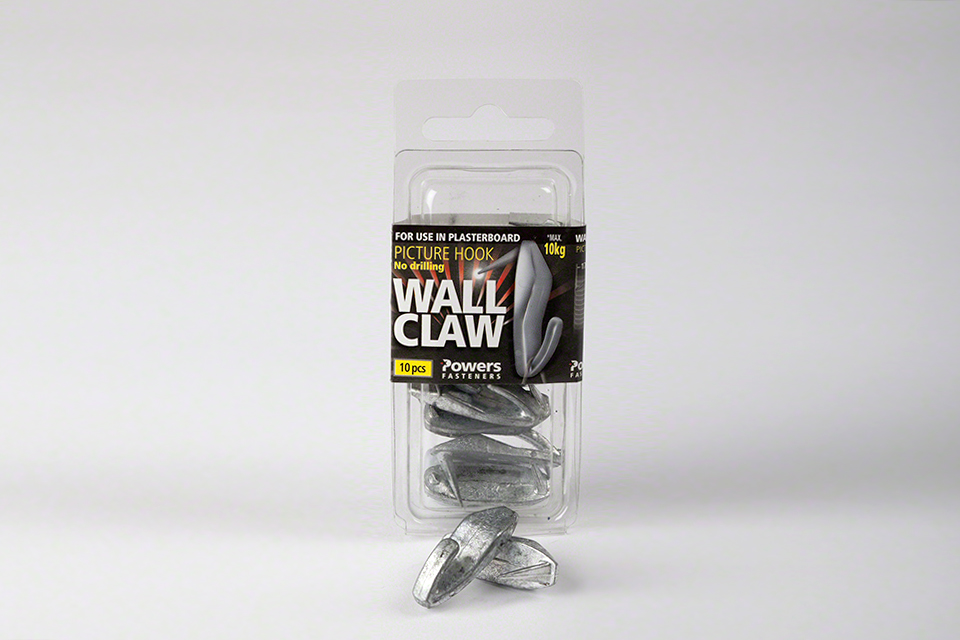 FOR USE IN PLASTERBOARD
*MAX.
10kg
PICTURE HOOK
No drilling
WALL
CLAW
10 pcs
Powers
FASTENERS